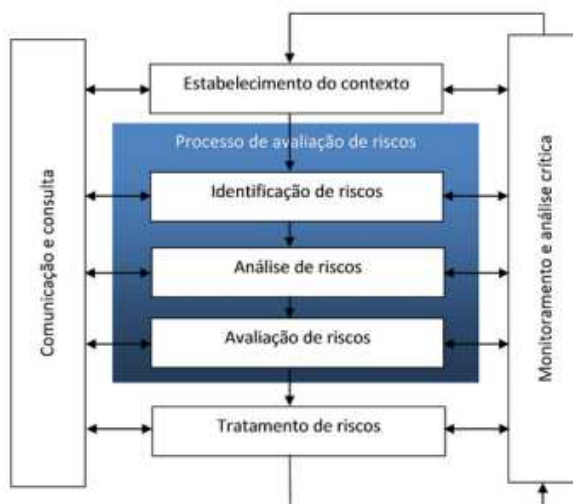 Estabelecimento do contexto
Processo de avaliação de riscos
Identificação de riscos
Análise de riscos
Avaliação de riscos
Tratamento de riscos
Comunicação e consulta
Monitoramento e análise crítica